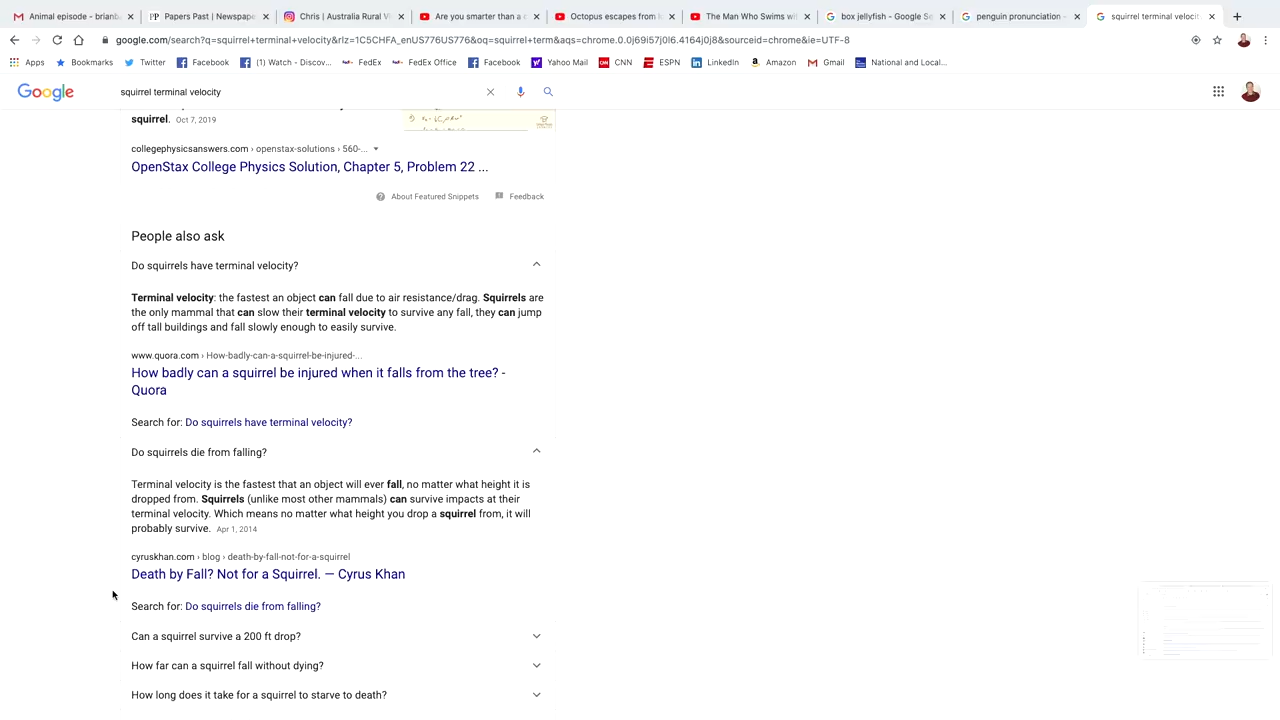 Animal episode - brianb
Papers Past | Newspape
Chris | Australia Rural Vi
Are you smarter than a c
Octopus escapes from
The Man Who Swims wit
box jellyfish - Google Se
penguin pronunciation -
squirrel terminal velocit
google.com/search?q=squirrel+terminal+velocity&rlz=1C5CHFA_enUS776US776&oq=squirrel+term&aqs=chrome.0.0j69i57j0l6.4164j0j8&sourceid=chrome&ie=UTF-8
Apps Bookmarks Twitter Facebook (1) Watch - Discov... FedEx FedEx Office Facebook Yahoo Mail CNN ESPN LinkedIn Amazon Gmail National and Local...
Google squirrel terminal velocity
squirrel. Oct 7, 2019
collegephysicsanswers.com › openstax-solutions › 560-...
OpenStax College Physics Solution, Chapter 5, Problem 22 ...
About Featured Snippets Feedback
People also ask
Do squirrels have terminal velocity?
Terminal velocity: the fastest an object can fall due to air resistance/drag. Squirrels are
the only mammal that can slow their terminal velocity to survive any fall, they can jump
off tall buildings and fall slowly enough to easily survive.
www.quora.com › How-badly-can-a-squirrel-be-injured-...
How badly can a squirrel be injured when it falls from the tree? -
Quora
Search for: Do squirrels have terminal velocity?
Do squirrels die from falling?
Terminal velocity is the fastest that an object will ever fall, no matter what height it is
dropped from. Squirrels (unlike most other mammals) can survive impacts at their
terminal velocity. Which means no matter what height you drop a squirrel from, it will
probably survive. Apr 1, 2014
cyruskhan.com › blog › death-by-fall-not-for-a-squirrel
Death by Fall? Not for a Squirrel. — Cyrus Khan
Search for: Do squirrels die from falling?
Can a squirrel survive a 200 ft drop?
How far can a squirrel fall without dying?
How long does it take for a squirrel to starve to death?